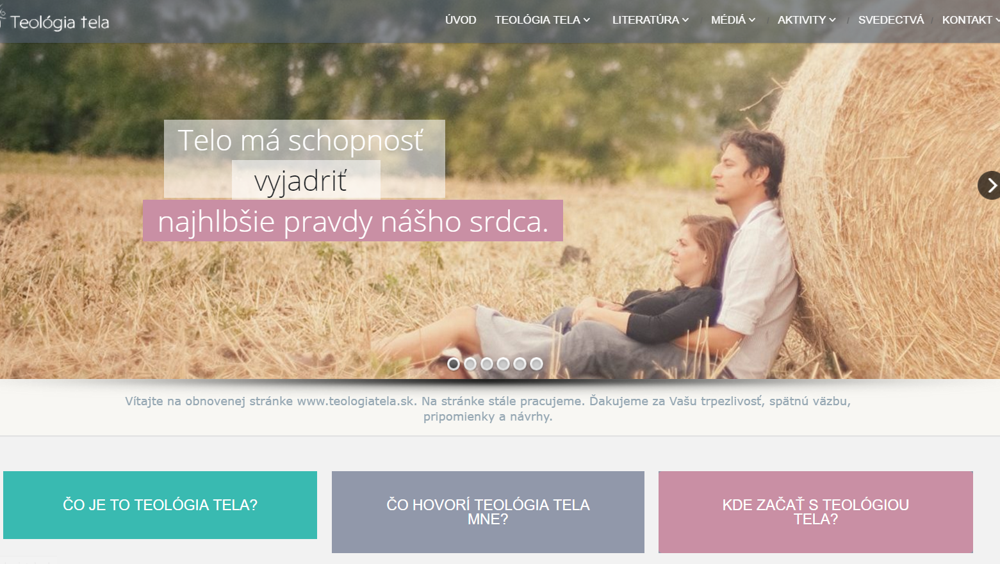 Teológia tela
ÚVOD TEOLÓGIA TELA LITERATÚRA MÉDIÁ AKTIVITY SVEDECTVÁ KONTAKT
Telo má schopnosť
vyjadriť
najhlbšie pravdy nášho srdca.
Vítajte na obnovenej stránke www.teologiatela.sk. Na stránke stále pracujeme. Ďakujeme za Vašu trpezlivosť, spätnú väzbu,
pripomienky a návrhy.
ČO JE TO TEOLÓGIA TELA?
ČO HOVORÍ TEOLÓGIA TELA
MNE?
KDE ZAČAŤ S TEOLÓGIOU
TELA?